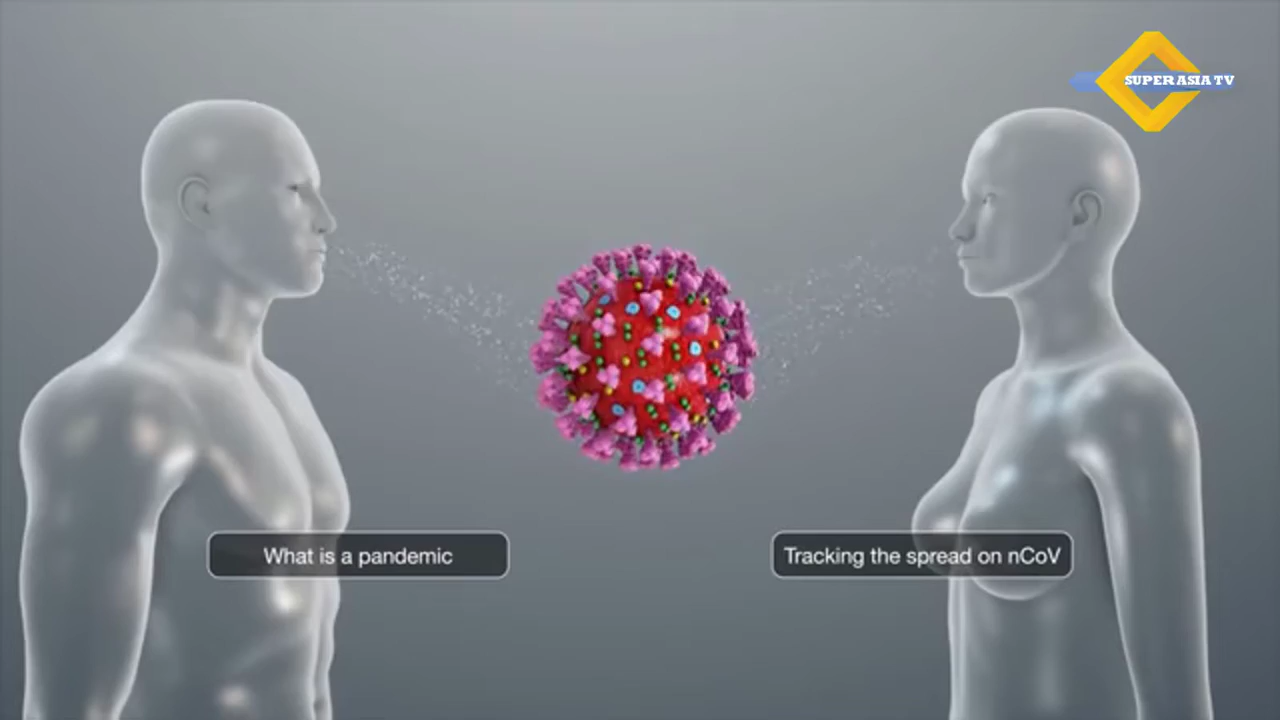 SUPER ASIA TV
What is a pandemic
Tracking the spread on nCoV